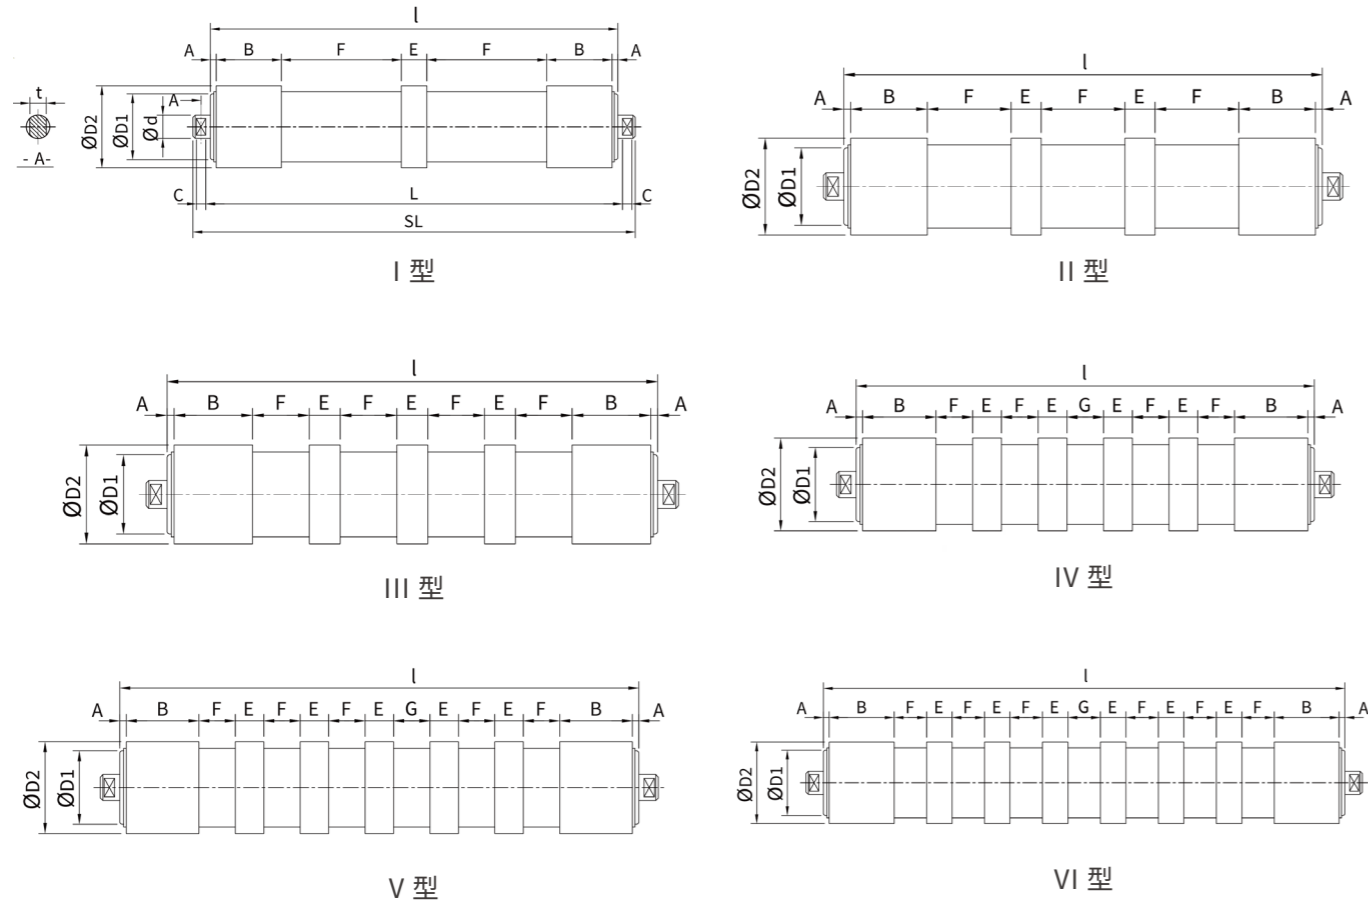 l
A B F E F B A
t
A
ØD2 ØD1 Ød
- A -
C L C
SL
I 型
l
A B F E F E F B A
ØD2 ØD1
II 型
l
A B F E F E F E F B A
ØD2 ØD1
III 型
l
A B F E F E G E F E F B A
ØD2 ØD1
IV 型
l
A B F E F E F E G E F E F B A
ØD2 ØD1
V 型
l
A B F E F E F E G E F E F E F B A
ØD2 ØD1
VI 型